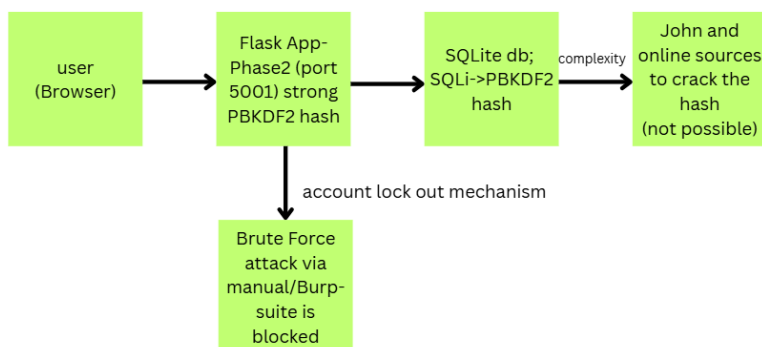 user
(Browser)
Flask App-
Phase2 (port
5001) strong
PBKDF2 hash
SQLite db;
SQLi->PBKDF2
hash
complexity
John and
online sources
to crack the
hash
(not possible)
account lock out mechanism
Brute Force
attack via
manual/Burp-
suite is
blocked